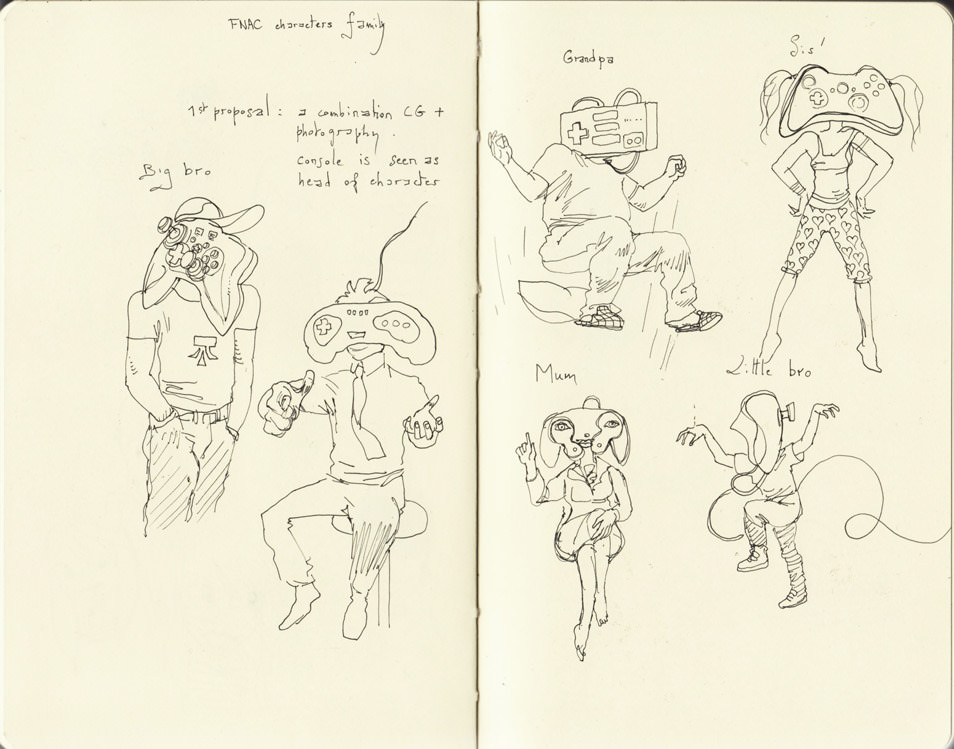 FNAC characters family
1st proposal : a combination CG +
photography .
console is seen as
head of character
Big bro
Grandpa
Sis'
Mum
Little bro